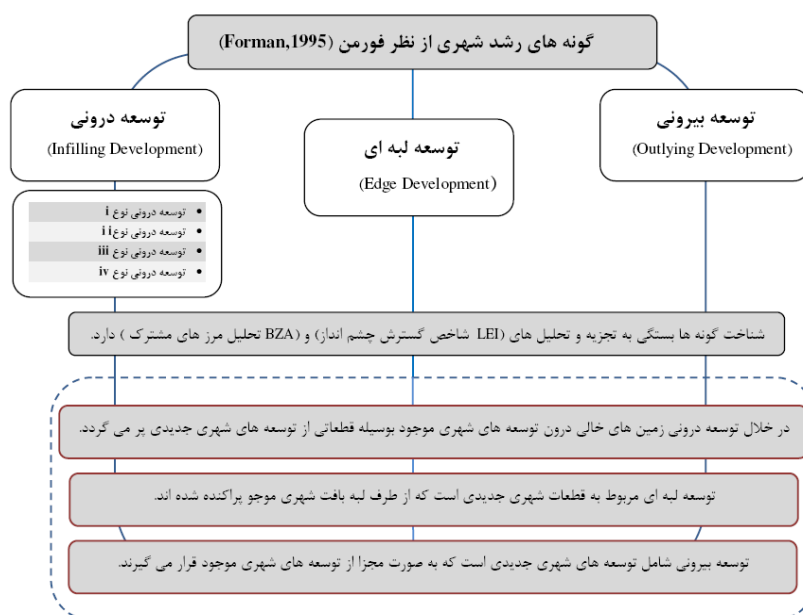 گونه های رشد شهری از نظر فورمن (Forman,1995)
توسعه بیرونی
(Outlying Development)
توسعه لبه ای
(Edge Development)
توسعه درونی
(Infilling Development)
• توسعه درونی نوع i
• توسعه درونی نوع i i
• توسعه درونی نوع iii
• توسعه درونی نوع iv
شناخت گونه ها بستگی به تجزیه و تحلیل های (LEI شاخص گسترش چشم انداز) و (BZA تحلیل مرز های مشترک ) دارد.
در خلال توسعه درونی زمین های خالی درون توسعه های شهری موجود بوسیله قطعاتی از توسعه های شهری جدیدی پر می گردد.
توسعه لبه ای مربوط به قطعات شهری جدیدی است که از طرف لبه بافت شهری موجو پراکنده شده اند.
توسعه بیرونی شامل توسعه های شهری جدیدی است که به صورت مجزا از توسعه های شهری موجود قرار می گیرند.